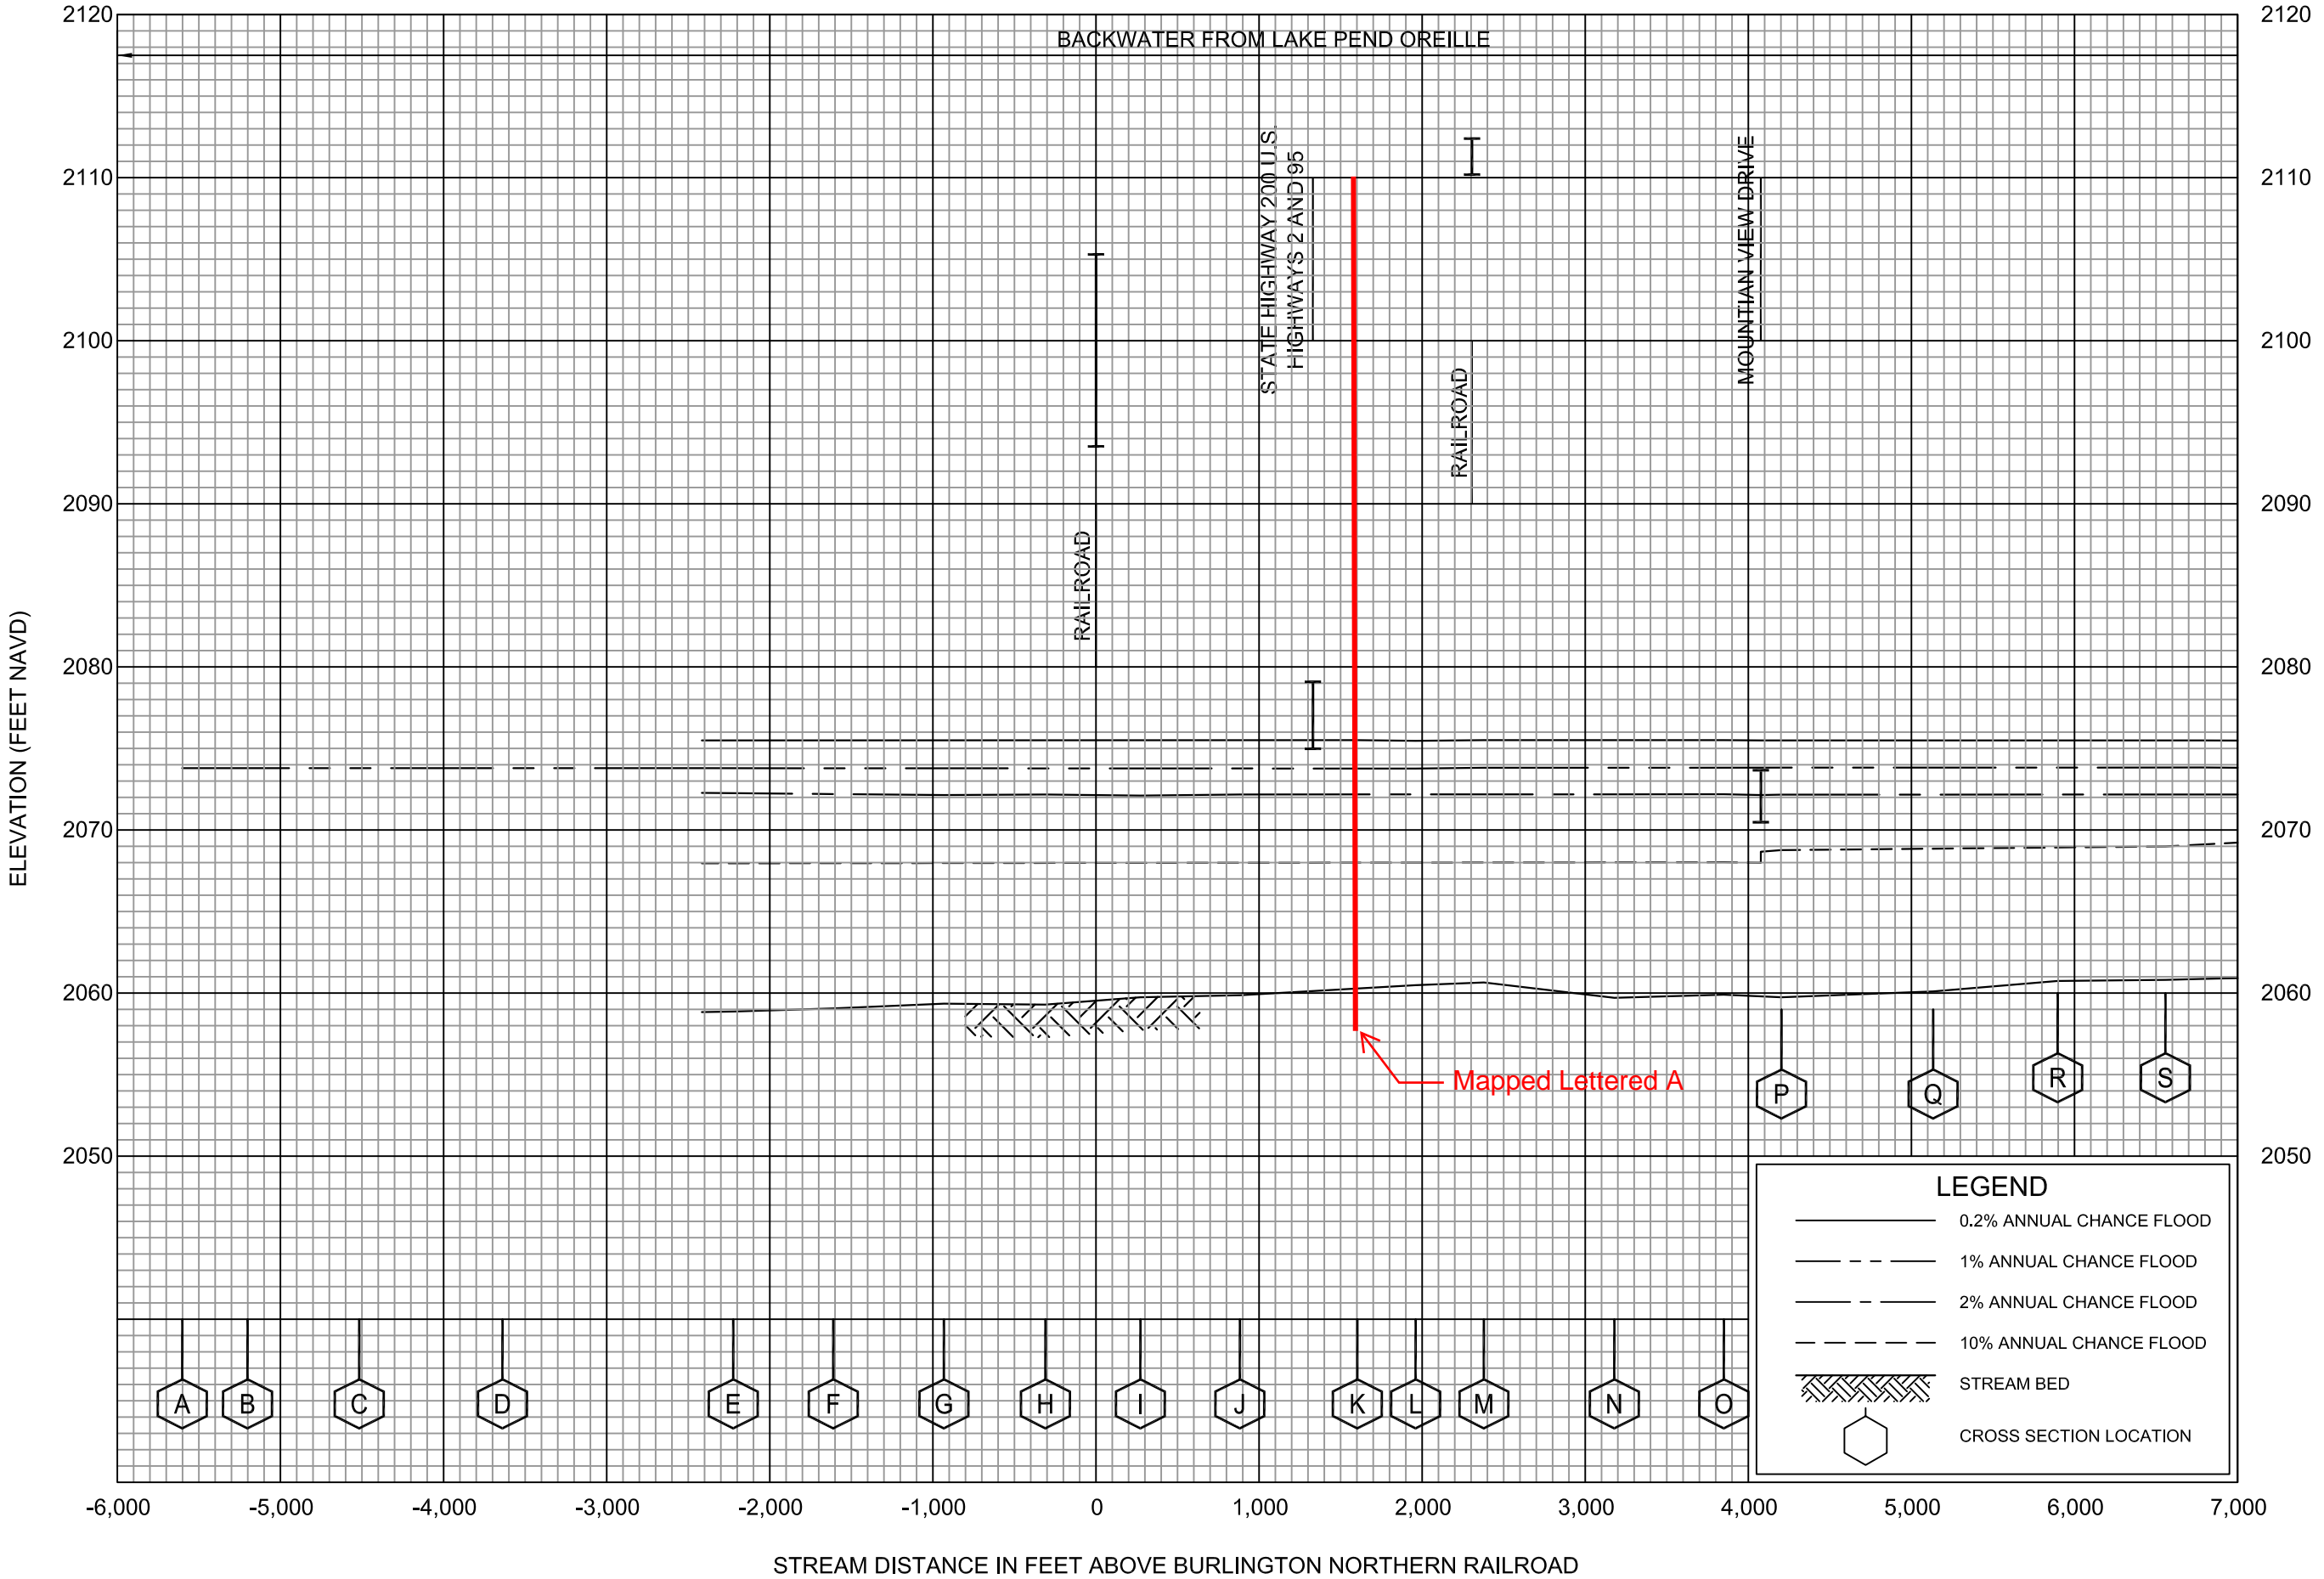 2120
2120
BACKWATER FROM LAKE PEND OREILLE
2110
2110
STATE HIGHWAY 200 U.S.
HIGHWAYS 2 AND 95
MOUNTIAN VIEW DRIVE
2100
2100
RAILROAD
2090
2090
RAILROAD
2080
2080
ELEVATION (FEET NAVD)
2070
2070
2060
2060
Mapped Lettered A
P
Q
R
S
2050
2050
LEGEND
0.2% ANNUAL CHANCE FLOOD
1% ANNUAL CHANCE FLOOD
2% ANNUAL CHANCE FLOOD
10% ANNUAL CHANCE FLOOD
STREAM BED
CROSS SECTION LOCATION
A
B
C
D
E
F
G
H
I
J
K
L
M
N
O
-6,000
-5,000
-4,000
-3,000
-2,000
-1,000
0
1,000
2,000
3,000
4,000
5,000
6,000
7,000
STREAM DISTANCE IN FEET ABOVE BURLINGTON NORTHERN RAILROAD